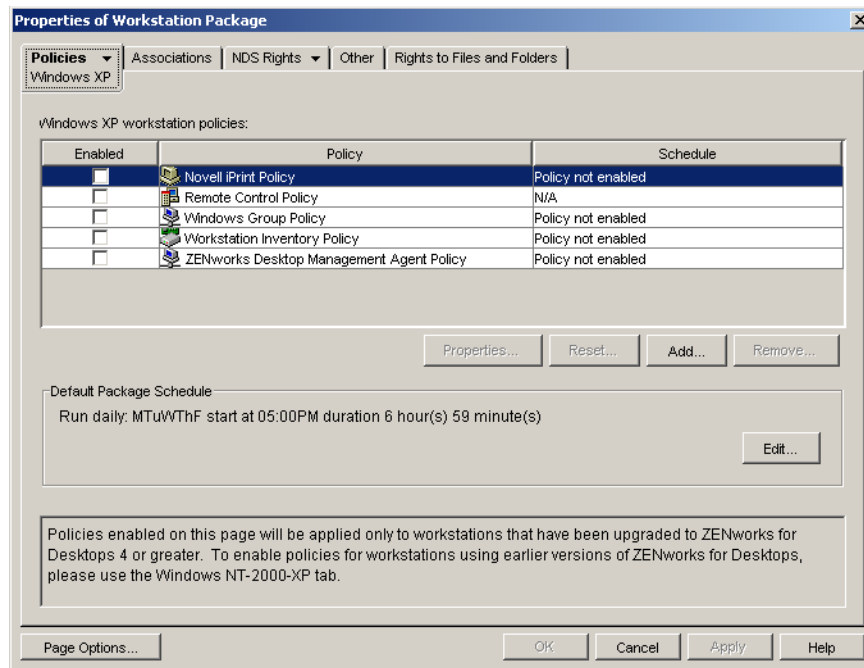 Properties of Workstation Package
Policies Associations NDS Rights Other Rights to Files and Folders
Windows XP
Windows XP workstation policies:
Enabled Policy Schedule
Novell iPrint Policy Policy not enabled
Remote Control Policy N/A
Windows Group Policy Policy not enabled
Workstation Inventory Policy Policy not enabled
ZENworks Desktop Management Agent Policy Policy not enabled
Properties... Reset... Add... Remove...
Default Package Schedule
Run daily: MTuWThF start at 05:00PM duration 6 hour(s) 59 minute(s)
Edit...
Policies enabled on this page will be applied only to workstations that have been upgraded to ZENworks for
Desktops 4 or greater. To enable policies for workstations using earlier versions of ZENworks for Desktops,
please use the Windows NT-2000-XP tab.
Page Options... OK Cancel Apply Help